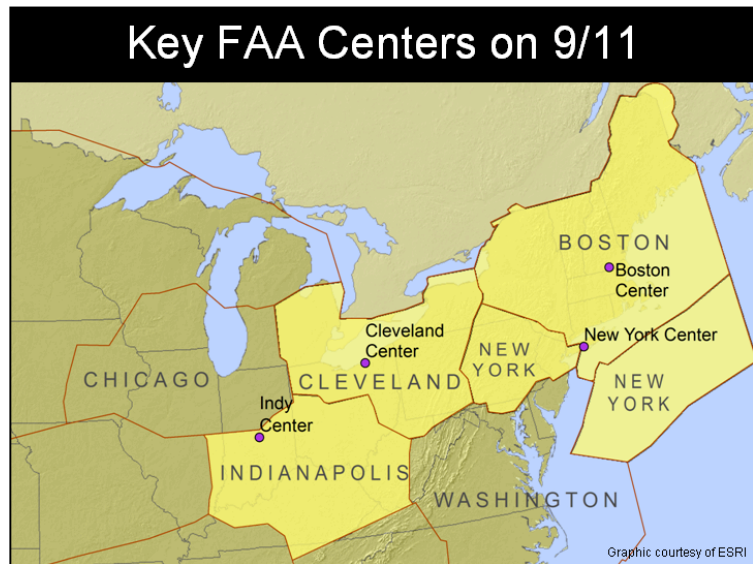 Key FAA Centers on 9/11
BOSTON
Boston
Center
Cleveland
Center
New York Center
NEW
YORK
CHICAGO
CLEVELAND
NEW
YORK
Indy
Center
INDIANAPOLIS
WASHINGTON
Graphic courtesy of ESRI